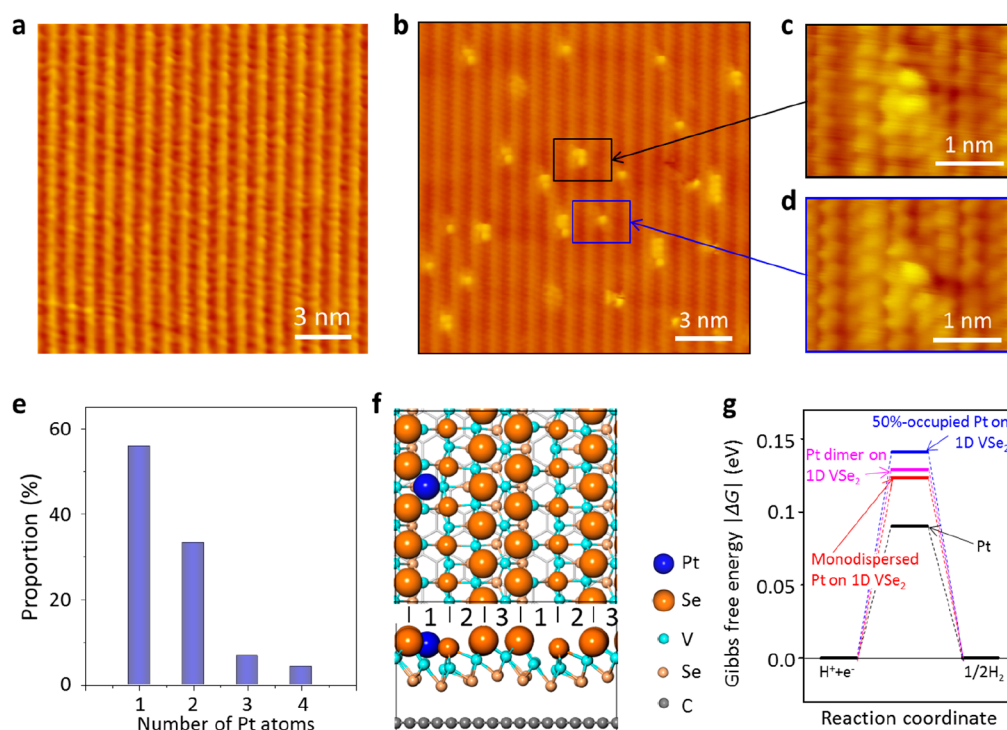 a
3 nm
b
3 nm
c
1 nm
d
1 nm
e
Proportion (%)
60
40
20
0
1 2 3 4
Number of Pt atoms
f
1 2 3 1 2 3
Pt
Se
V
Se
C
g
Gibbs free energy |ΔG| (eV)
0.15
0.10
0.05
0.0
50%-occupied Pt on
1D VSe₂
Pt dimer on
1D VSe₂
Monodispersed
Pt on 1D VSe₂
Pt
H⁺+e⁻
1/2H₂
Reaction coordinate